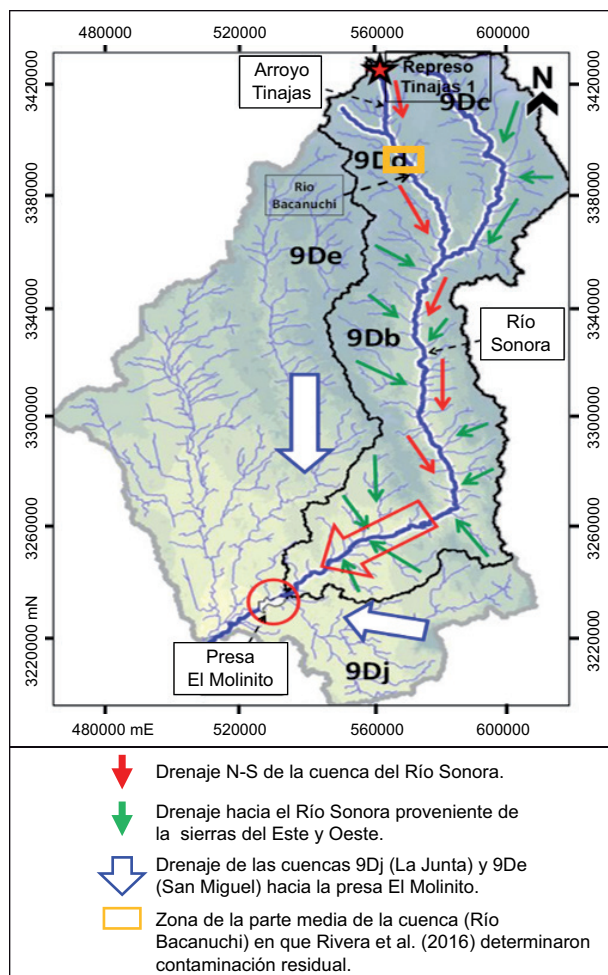 480000 520000 560000 600000
Arroyo
Tinajas
Represo
Tinajas 1
N
9Dc
9Dd
Río
Bacanuchi
9De
9Db
Río
Sonora
Presa
El Molinito
9Dj
3420000
3380000
3340000
3300000
3260000
3220000 mN
480000 mE 520000 560000 600000
Drenaje N-S de la cuenca del Río Sonora.
Drenaje hacia el Río Sonora proveniente de
la sierras del Este y Oeste.
Drenaje de las cuencas 9Dj (La Junta) y 9De
(San Miguel) hacia la presa El Molinito.
Zona de la parte media de la cuenca (Río
Bacanuchi) en que Rivera et al. (2016) determinaron
contaminación residual.